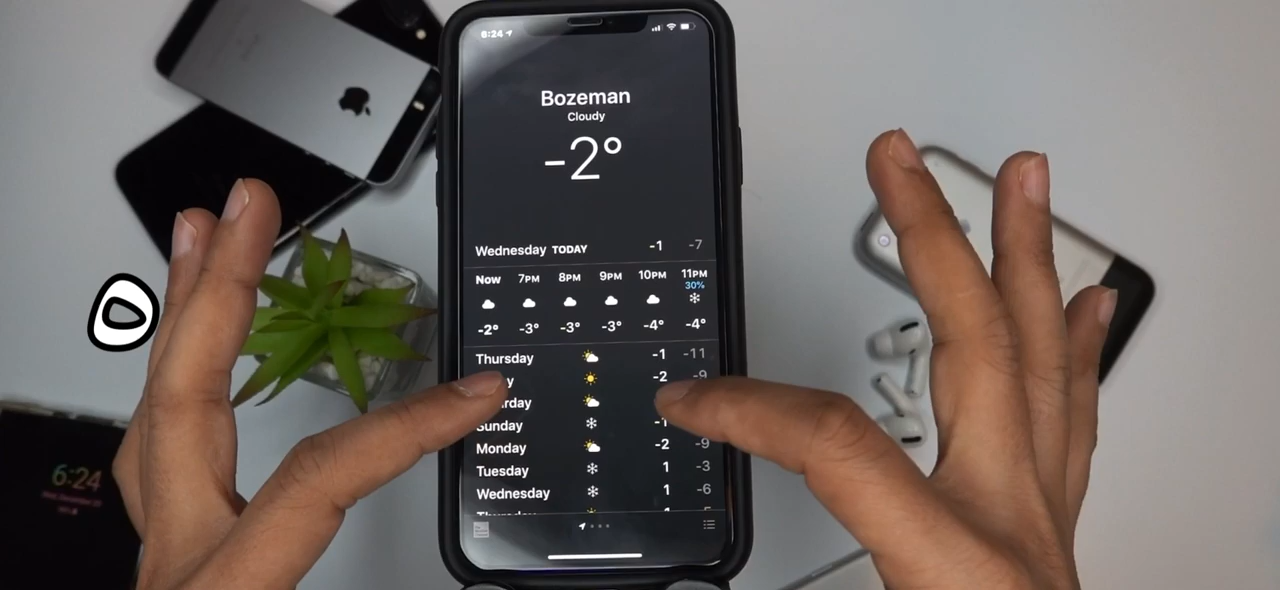 6:24
Bozeman
Cloudy
-2°
Wednesday TODAY -1 -7
Now 7PM 8PM 9PM 10PM 11PM
30%
-2° -3° -3° -3° -4° -4°
Thursday -1 -11
-2 -9
Sunday
Monday -2 -9
Tuesday 1 -3
Wednesday 1 -6
6:24